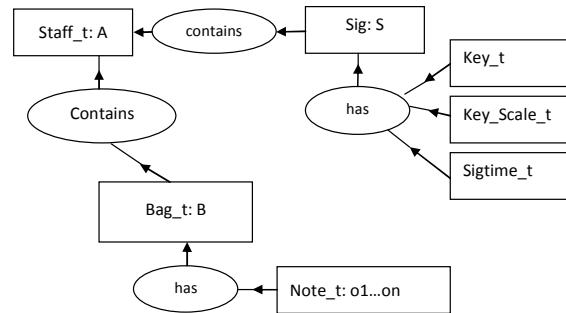 Staff_t: A
contains
Sig: S
Key_t
Contains
has
Key_Scale_t
Sigtime_t
Bag_t: B
has
Note_t: o1...on